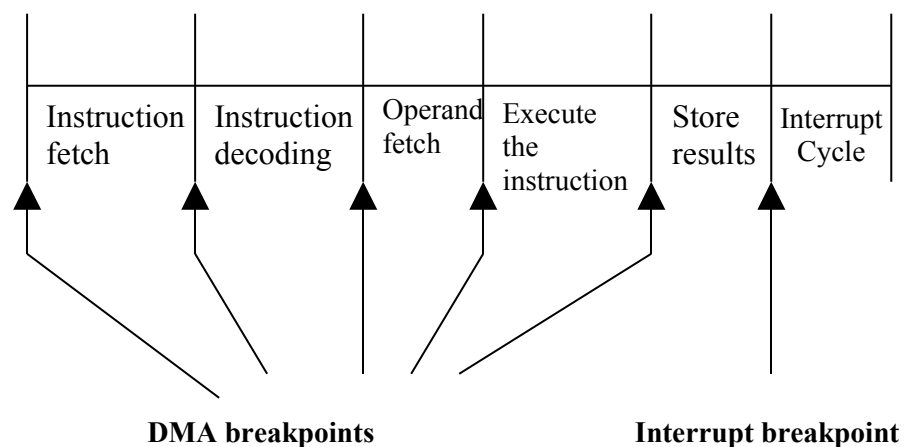 Instruction
fetch
Instruction
decoding
Operand
fetch
Execute
the
instruction
Store
results
Interrupt
Cycle
DMA breakpoints
Interrupt breakpoint